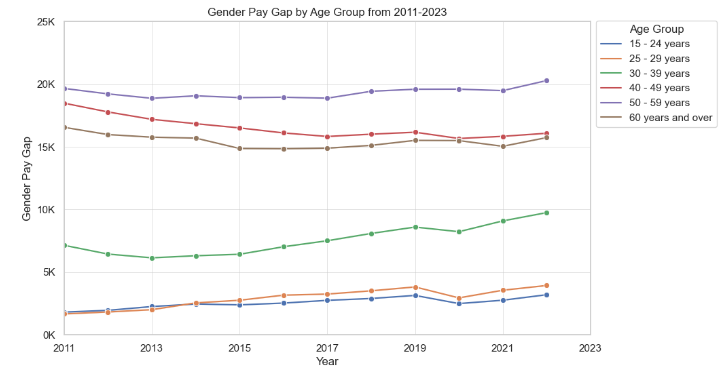 Gender Pay Gap by Age Group from 2011-2023
25K
20K
15K
10K
5K
0K
Gender Pay Gap
2011 2013 2015 2017 2019 2021 2023
Year
Age Group
15 - 24 years
25 - 29 years
30 - 39 years
40 - 49 years
50 - 59 years
60 years and over